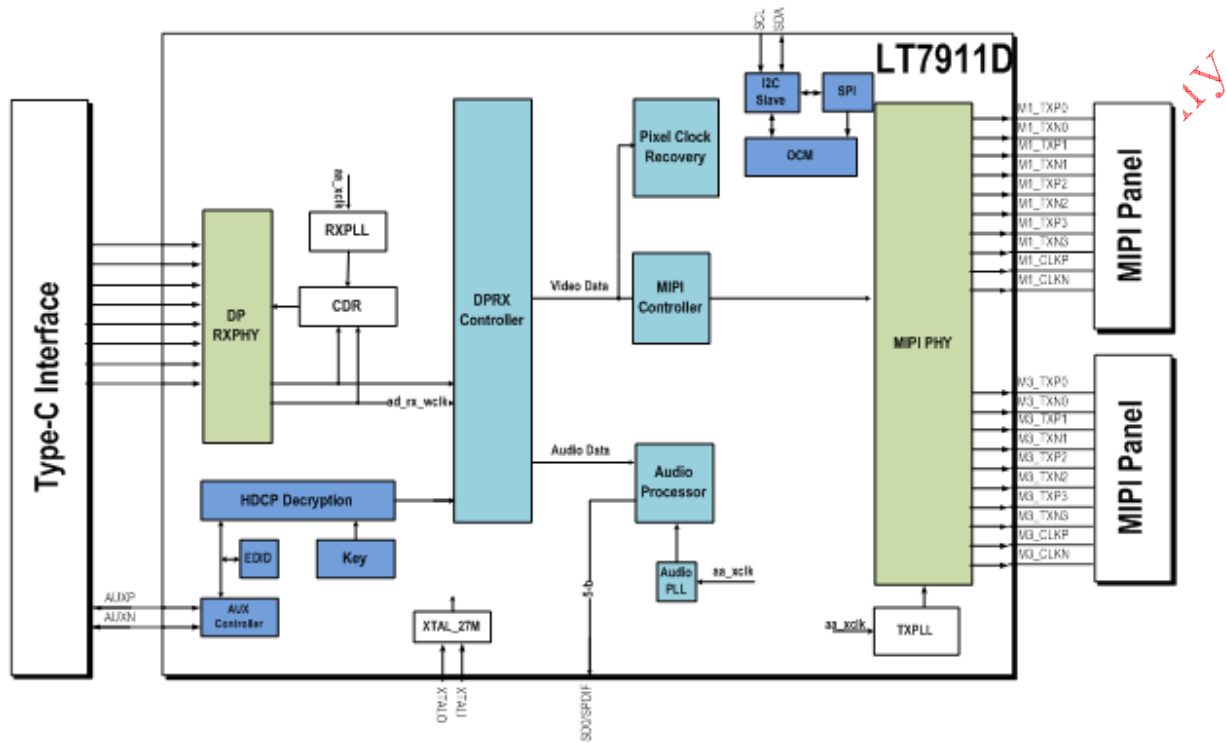 SCL
SDA
LT7911D
I2C
Slave
SPI
OCM
Pixel Clock
Recovery
aa_xclk
RXPLL
CDR
DP
RXPHY
Type-C Interface
DPRX
Controller
Video Data
MIPI
Controller
MIPI PHY
M1_TXP0
M1_TXN0
M1_TXP1
M1_TXN1
M1_TXP2
M1_TXN2
M1_TXP3
M1_TXN3
M1_CLKP
M1_CLKN
MIPI Panel
ad_rx_wclk
Audio Data
Audio
Processor
HDCP Decryption
EDID
Key
Audio
PLL
aa_xclk
M3_TXP0
M3_TXN0
M3_TXP1
M3_TXN1
M3_TXP2
M3_TXN2
M3_TXP3
M3_TXN3
M3_CLKP
M3_CLKN
MIPI Panel
AUXP
AUXN
AUX
Controller
XTAL_27M
XTALO
XTALI
aa_xclk
TXPLL